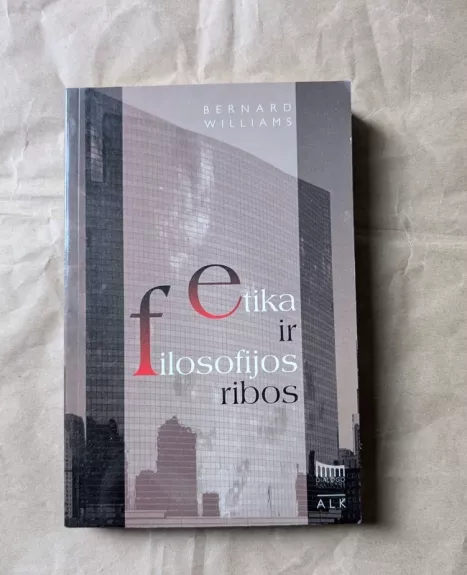 BERNARD
WILLIAMS
etika
ir
filosofijos
ribos
ALK